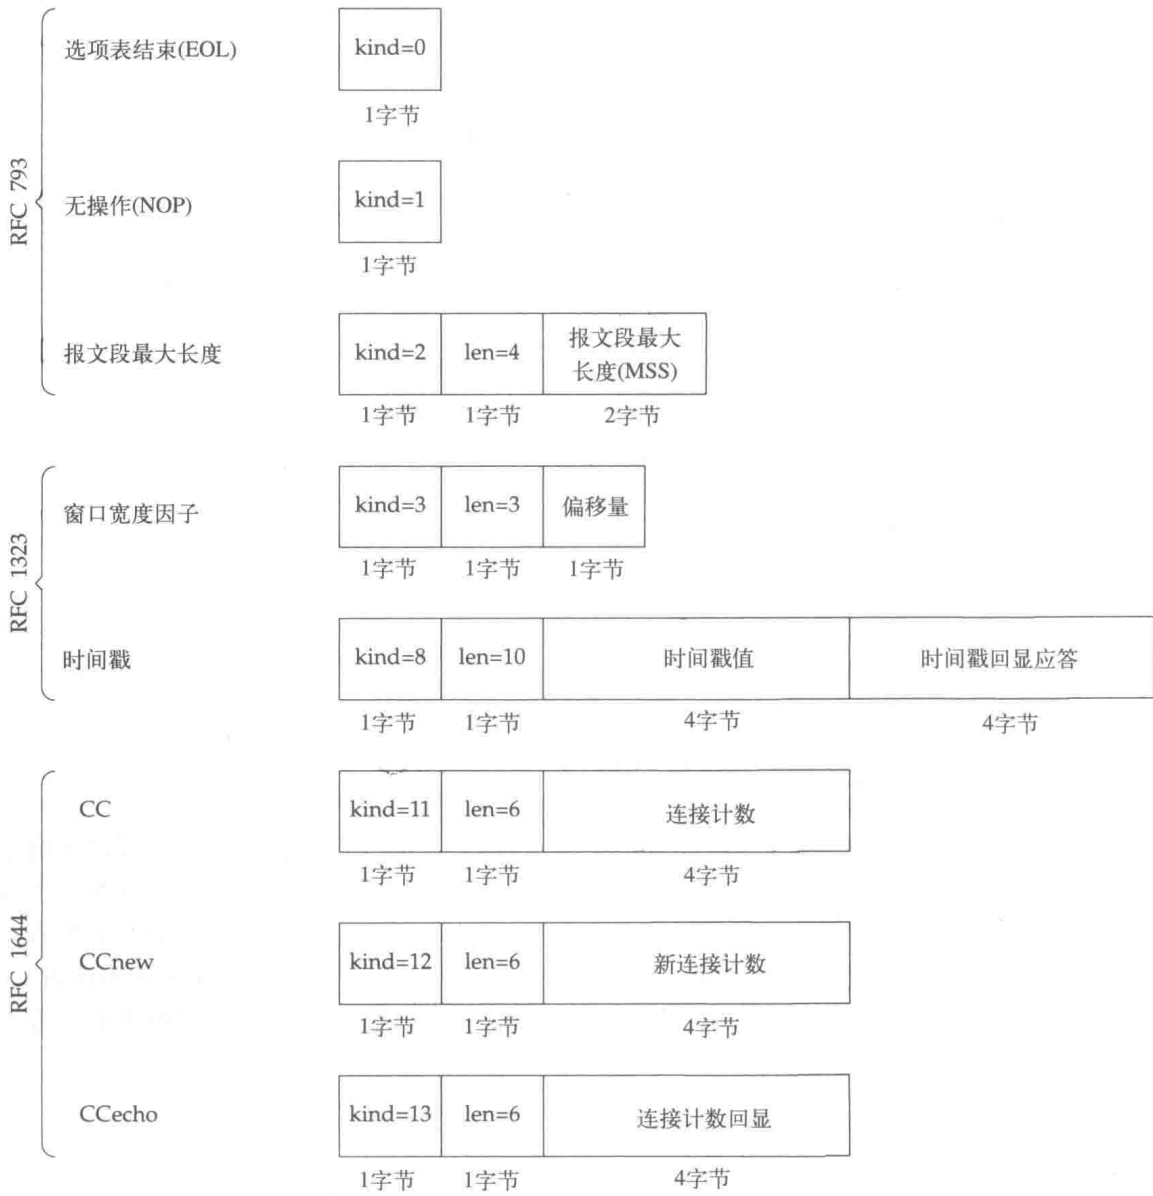 RFC 793
选项表结束(EOL)
kind=0
1字节
无操作(NOP)
kind=1
1字节
报文段最大长度
kind=2 len=4 报文段最大
长度(MSS)
1字节 1字节 2字节
RFC 1323
窗口宽度因子
kind=3 len=3 偏移量
1字节 1字节 1字节
时间戳
kind=8 len=10 时间戳值 时间戳回显应答
1字节 1字节 4字节 4字节
RFC 1644
CC
kind=11 len=6 连接计数
1字节 1字节 4字节
CCnew
kind=12 len=6 新连接计数
1字节 1字节 4字节
CCecho
kind=13 len=6 连接计数回显
1字节 1字节 4字节